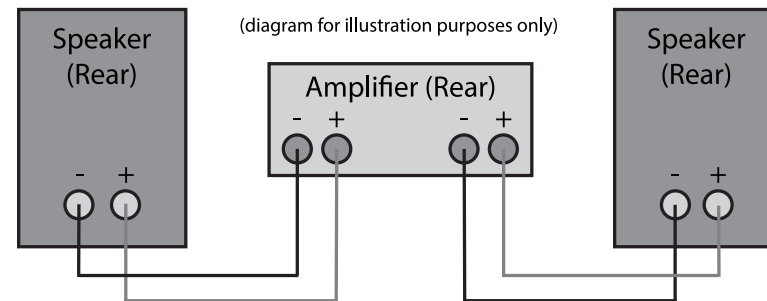 Speaker
(Rear)
- +
(diagram for illustration purposes only)
Amplifier (Rear)
- + - +
Speaker
(Rear)
- +